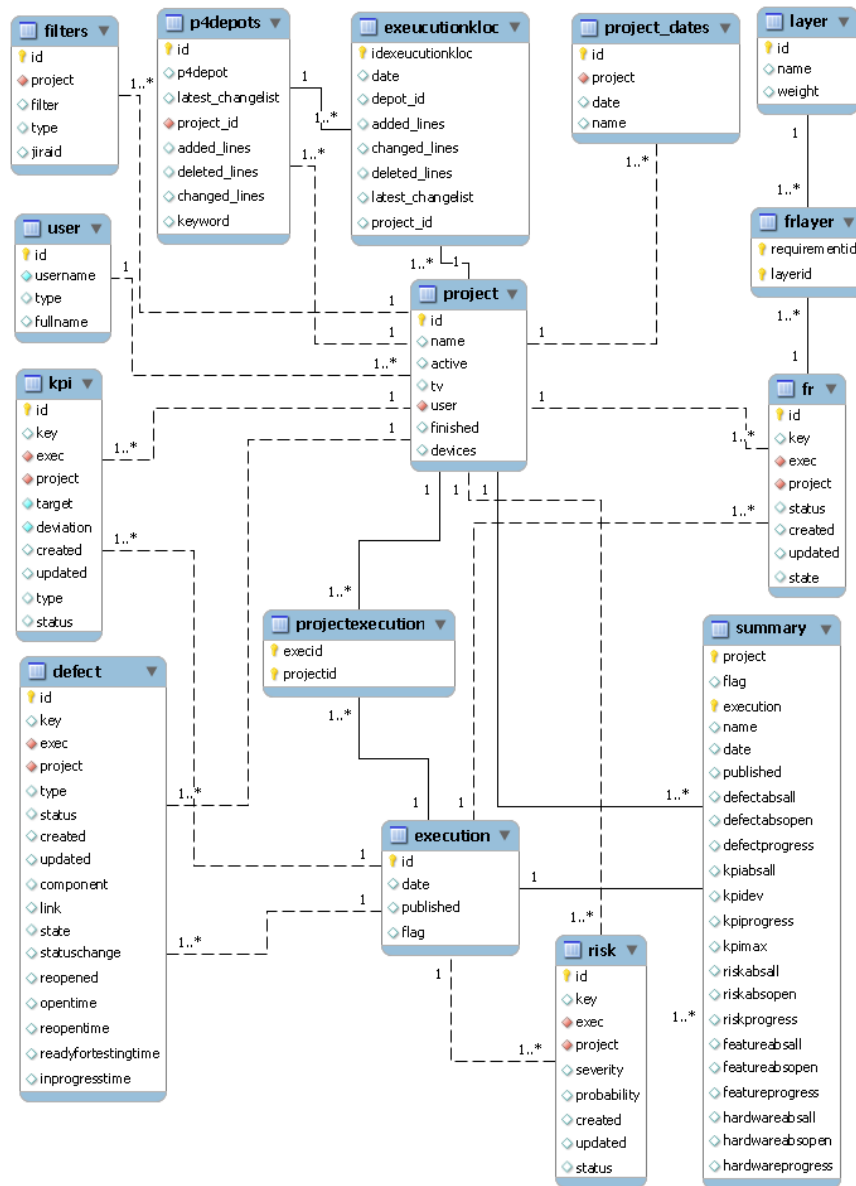 filters
id
project
filter
type
jiraid
p4depots
id
p4depot
latest_changelist
project_id
added_lines
deleted_lines
changed_lines
keyword
exeucutionkloc
idexeucutionkloc
date
depot_id
added_lines
changed_lines
deleted_lines
latest_changelist
project_id
project_dates
id
project
date
name
layer
id
name
weight
1..*
1
1..*
1..*
1..*
1
1..*
user
id
username
type
fullname
1
frlayer
requirementid
layerid
1..*
1
1..*
1
project
id
name
active
tv
user
finished
devices
1
1
1..*
1
1
1
1
kpi
id
key
exec
project
target
deviation
created
updated
type
status
1..*
1..*
fr
id
key
exec
project
status
created
updated
state
1..*
1..*
1
1
1
1..*
projectexecution
execid
projectid
1..*
summary
project
flag
execution
name
date
published
defectabsall
defectabsopen
defectprogress
kpiabsall
kpidev
kpiprogress
kpimax
riskabsall
riskabsopen
riskprogress
featureabsall
featureabsopen
featureprogress
hardwareabsall
hardwareabsopen
hardwareprogress
1..*
1..*
defect
id
key
exec
project
type
status
created
updated
component
link
state
statuschange
reopened
opentime
reopentime
readyfortestingtime
inprogresstime
1..*
1..*
1
1
execution
id
date
published
flag
1
1
1
1
1..*
1..*
risk
id
key
exec
project
severity
probability
created
updated
status